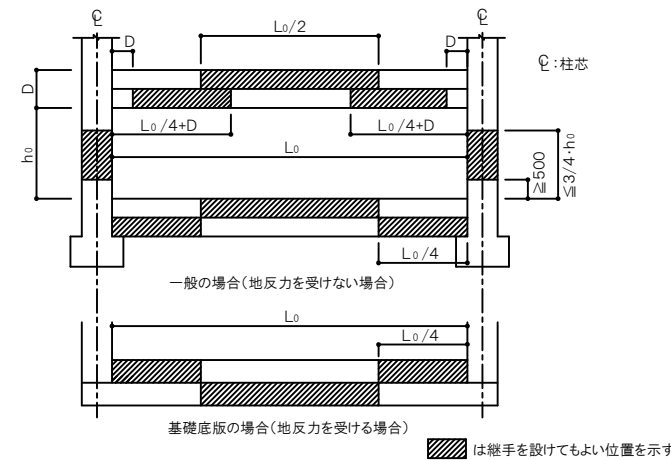 ℄
℄
L₀/2
D
D
℄:柱芯
D
L₀/4+D
L₀/4+D
L₀
h₀
≧500
≦3/4·h₀
L₀/4
一般の場合(地反力を受けない場合)
L₀
L₀/4
基礎底版の場合(地反力を受ける場合)
は継手を設けてもよい位置を示す